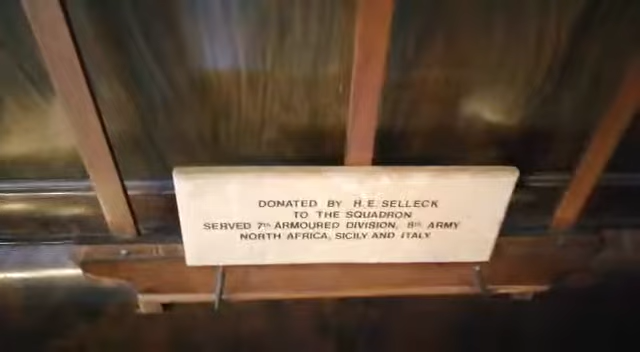 DONATED BY H.E. SELLECK
TO THE SQUADRON
SERVED 7th ARMOURED DIVISION, 8th ARMY
NORTH AFRICA, SICILY AND ITALY